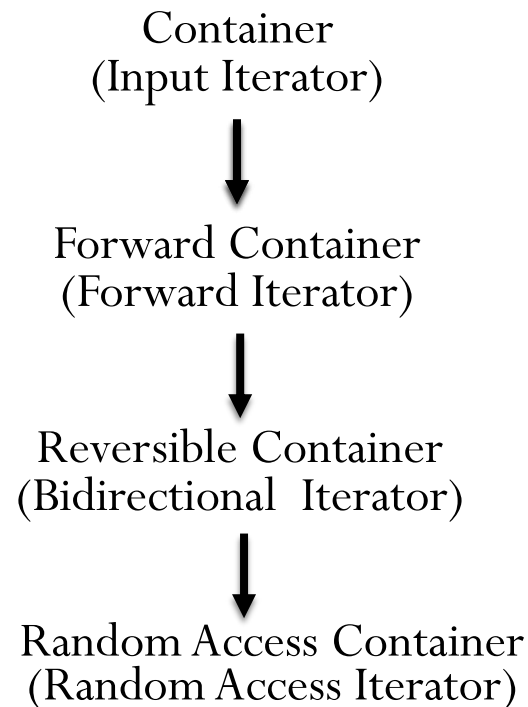 Container
(Input Iterator)
Forward Container
(Forward Iterator)
Reversible Container
(Bidirectional Iterator)
Random Access Container
(Random Access Iterator)